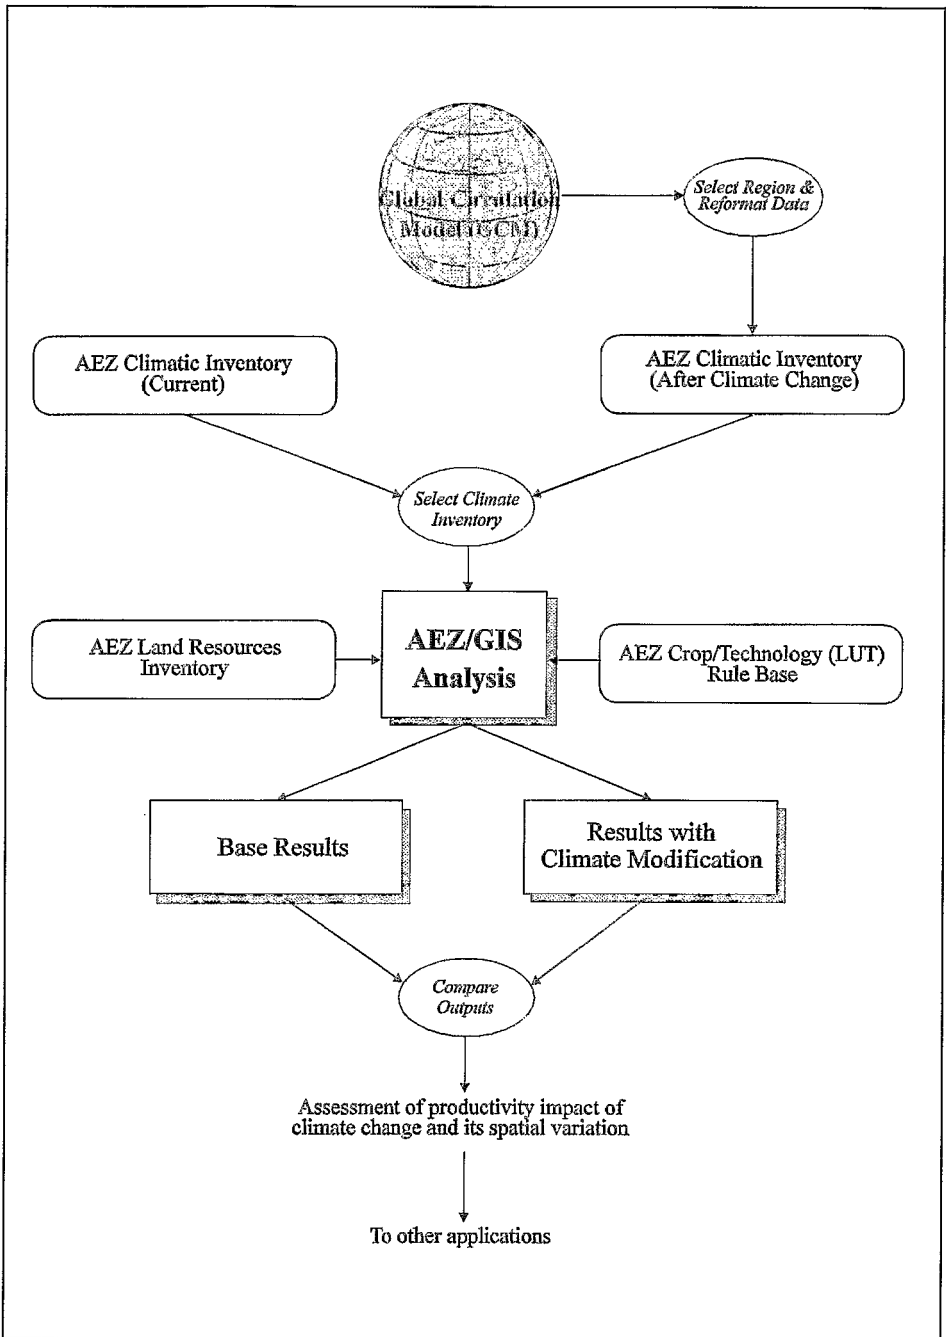 Global Circulation
Model (GCM)
Select Region &
Reformat Data
AEZ Climatic Inventory
(Current)
AEZ Climatic Inventory
(After Climate Change)
Select Climate
Inventory
AEZ Land Resources
Inventory
AEZ/GIS
Analysis
AEZ Crop/Technology (LUT)
Rule Base
Base Results
Results with
Climate Modification
Compare
Outputs
Assessment of productivity impact of
climate change and its spatial variation
To other applications